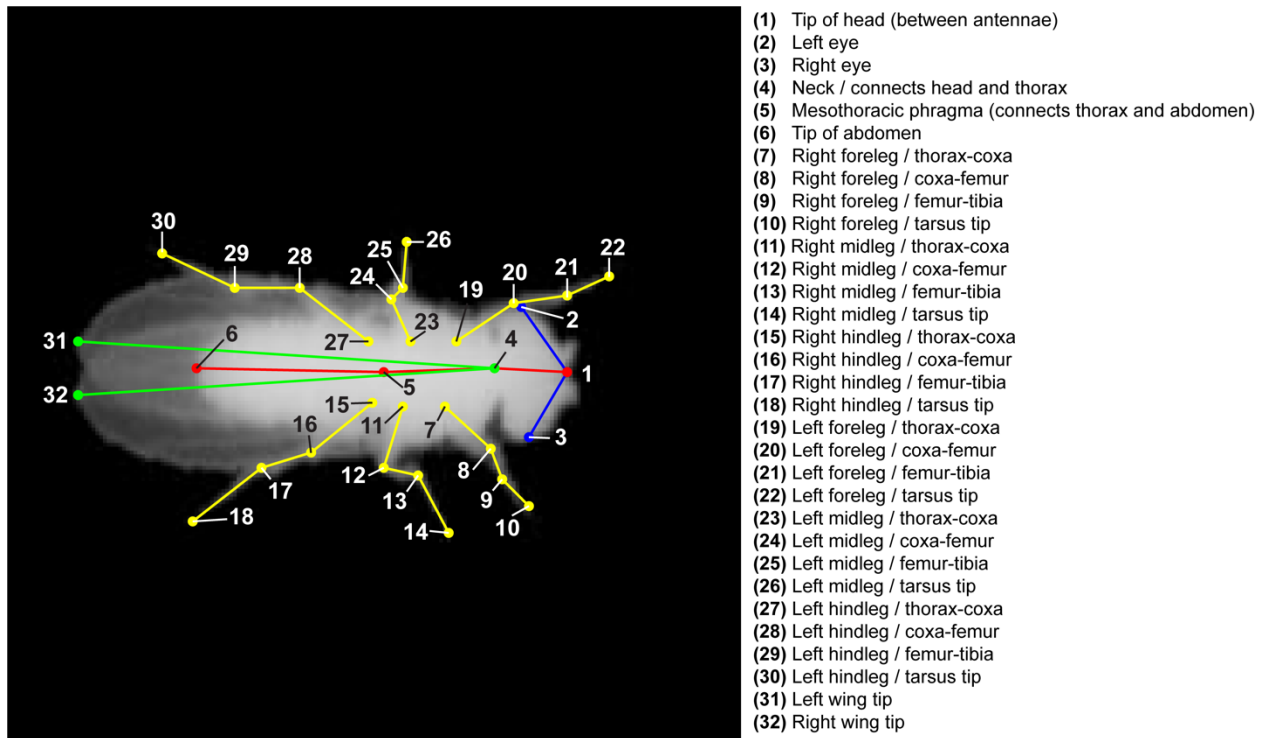 30
26
29
28
25
22
24
20
21
19
2
31
6
27
23
4
1
32
5
15
11
7
3
16
12
8
17
13
9
18
14
10
(1) Tip of head (between antennae)
(2) Left eye
(3) Right eye
(4) Neck / connects head and thorax
(5) Mesothoracic phragma (connects thorax and abdomen)
(6) Tip of abdomen
(7) Right foreleg / thorax-coxa
(8) Right foreleg / coxa-femur
(9) Right foreleg / femur-tibia
(10) Right foreleg / tarsus tip
(11) Right midleg / thorax-coxa
(12) Right midleg / coxa-femur
(13) Right midleg / femur-tibia
(14) Right midleg / tarsus tip
(15) Right hindleg / thorax-coxa
(16) Right hindleg / coxa-femur
(17) Right hindleg / femur-tibia
(18) Right hindleg / tarsus tip
(19) Left foreleg / thorax-coxa
(20) Left foreleg / coxa-femur
(21) Left foreleg / femur-tibia
(22) Left foreleg / tarsus tip
(23) Left midleg / thorax-coxa
(24) Left midleg / coxa-femur
(25) Left midleg / femur-tibia
(26) Left midleg / tarsus tip
(27) Left hindleg / thorax-coxa
(28) Left hindleg / coxa-femur
(29) Left hindleg / femur-tibia
(30) Left hindleg / tarsus tip
(31) Left wing tip
(32) Right wing tip